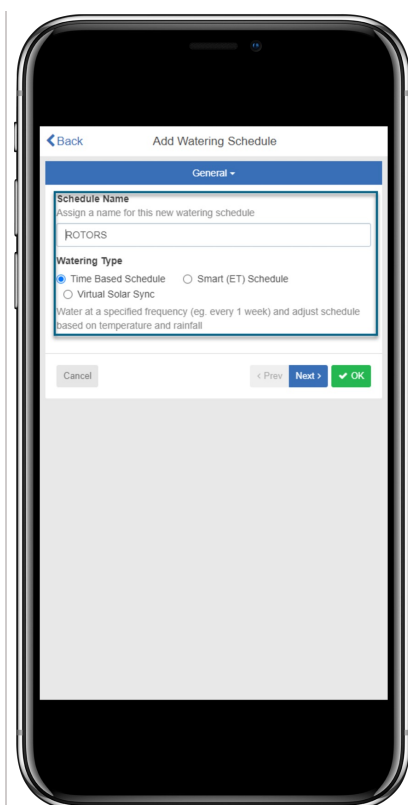 Back
Add Watering Schedule
General
Schedule Name
Assign a name for this new watering schedule
ROTORS
Watering Type
Time Based Schedule Smart (ET) Schedule
Virtual Solar Sync
Water at a specified frequency (eg. every 1 week) and adjust schedule
based on temperature and rainfall
Cancel
< Prev Next > OK